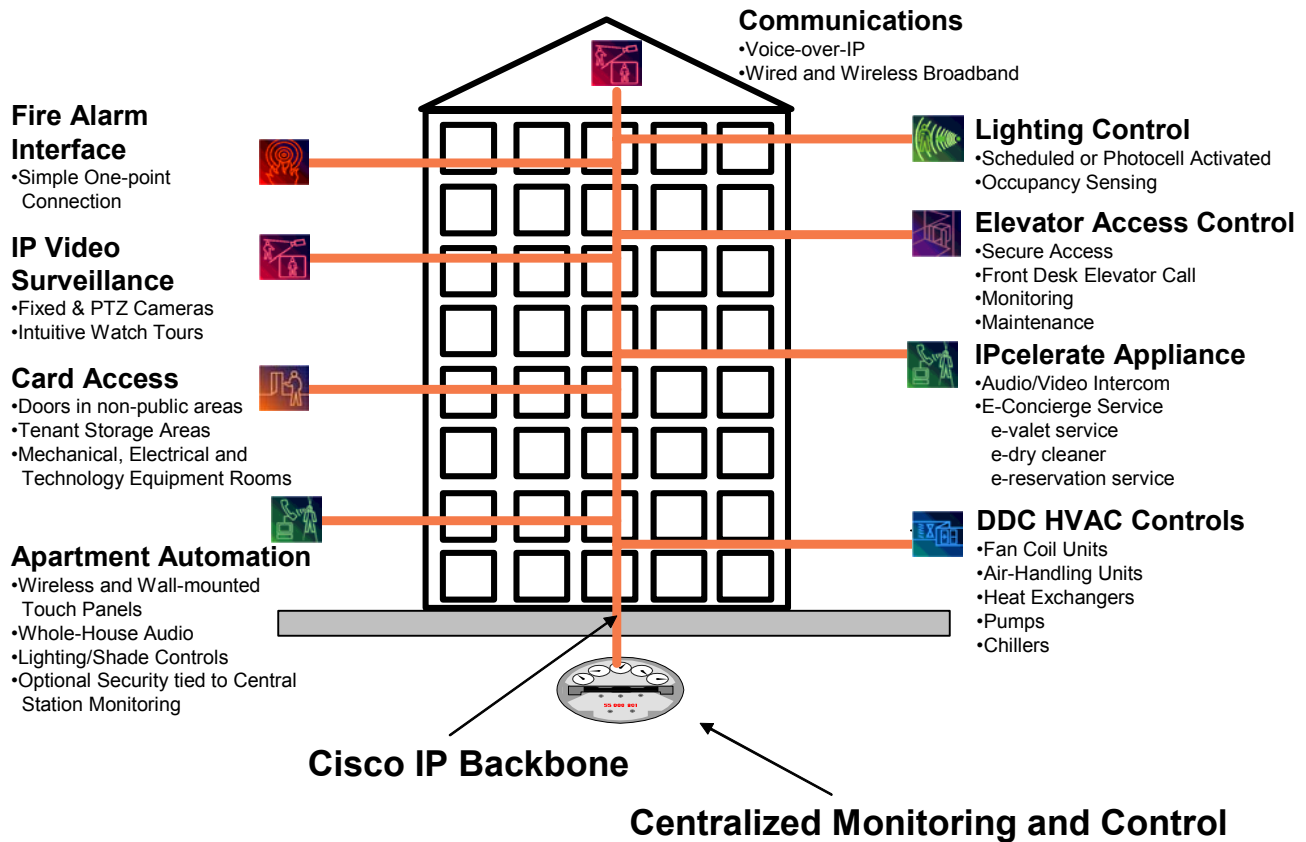 Communications
•Voice-over-IP
•Wired and Wireless Broadband
Fire Alarm
Interface
•Simple One-point
Connection
IP Video
Surveillance
•Fixed & PTZ Cameras
•Intuitive Watch Tours
Card Access
•Doors in non-public areas
•Tenant Storage Areas
•Mechanical, Electrical and
Technology Equipment Rooms
Apartment Automation
•Wireless and Wall-mounted
Touch Panels
•Whole-House Audio
•Lighting/Shade Controls
•Optional Security tied to Central
Station Monitoring
Lighting Control
•Scheduled or Photocell Activated
•Occupancy Sensing
Elevator Access Control
•Secure Access
•Front Desk Elevator Call
•Monitoring
•Maintenance
IPcelerate Appliance
•Audio/Video Intercom
•E-Concierge Service
e-valet service
e-dry cleaner
e-reservation service
DDC HVAC Controls
•Fan Coil Units
•Air-Handling Units
•Heat Exchangers
•Pumps
•Chillers
Cisco IP Backbone
Centralized Monitoring and Control